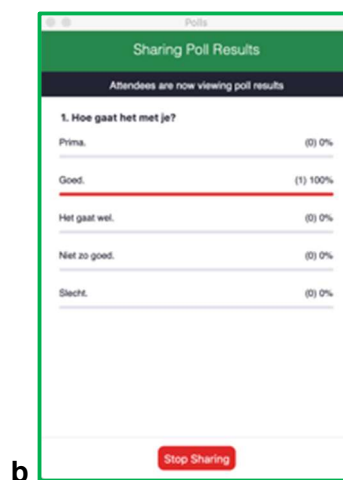 Polls
Sharing Poll Results
Attendees are now viewing poll results
1. Hoe gaat het met je?
Prima. (0) 0%
Goed. (1) 100%
Het gaat wel. (0) 0%
Niet zo goed. (0) 0%
Slecht. (0) 0%
Stop Sharing
b